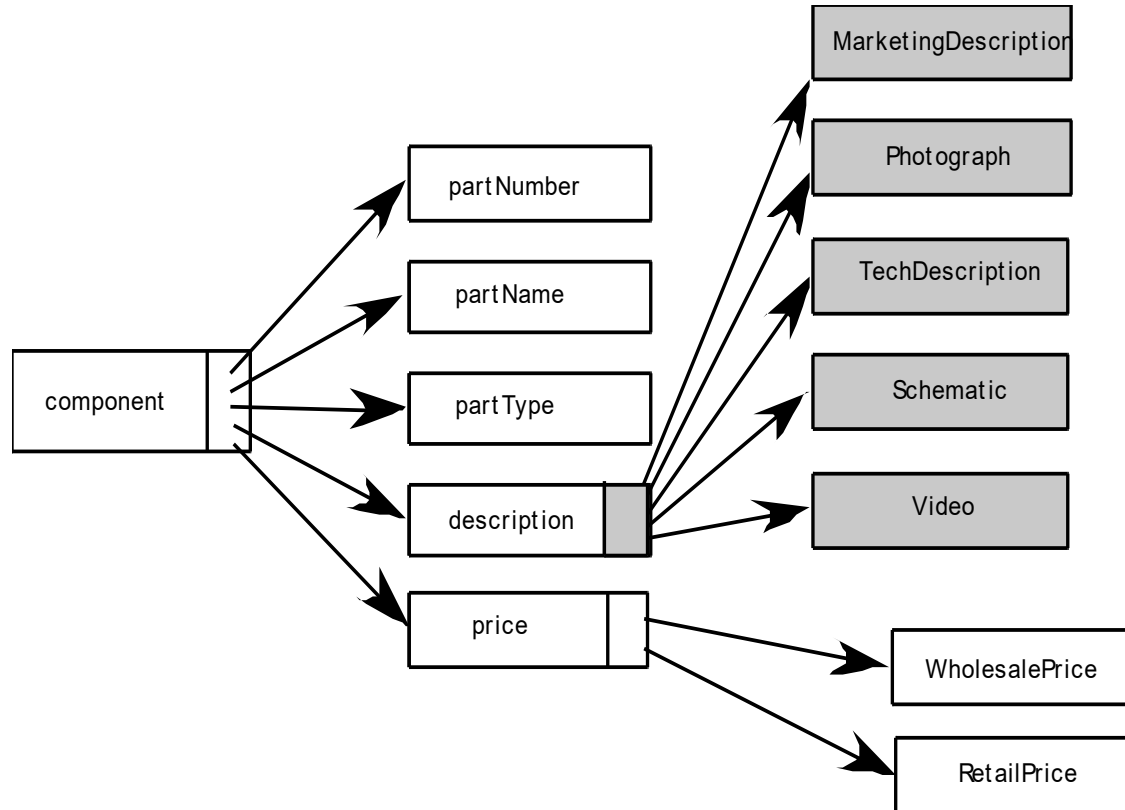 component
partNumber
partName
partType
description
price
MarketingDescription
Photograph
TechDescription
Schematic
Video
WholesalePrice
RetailPrice